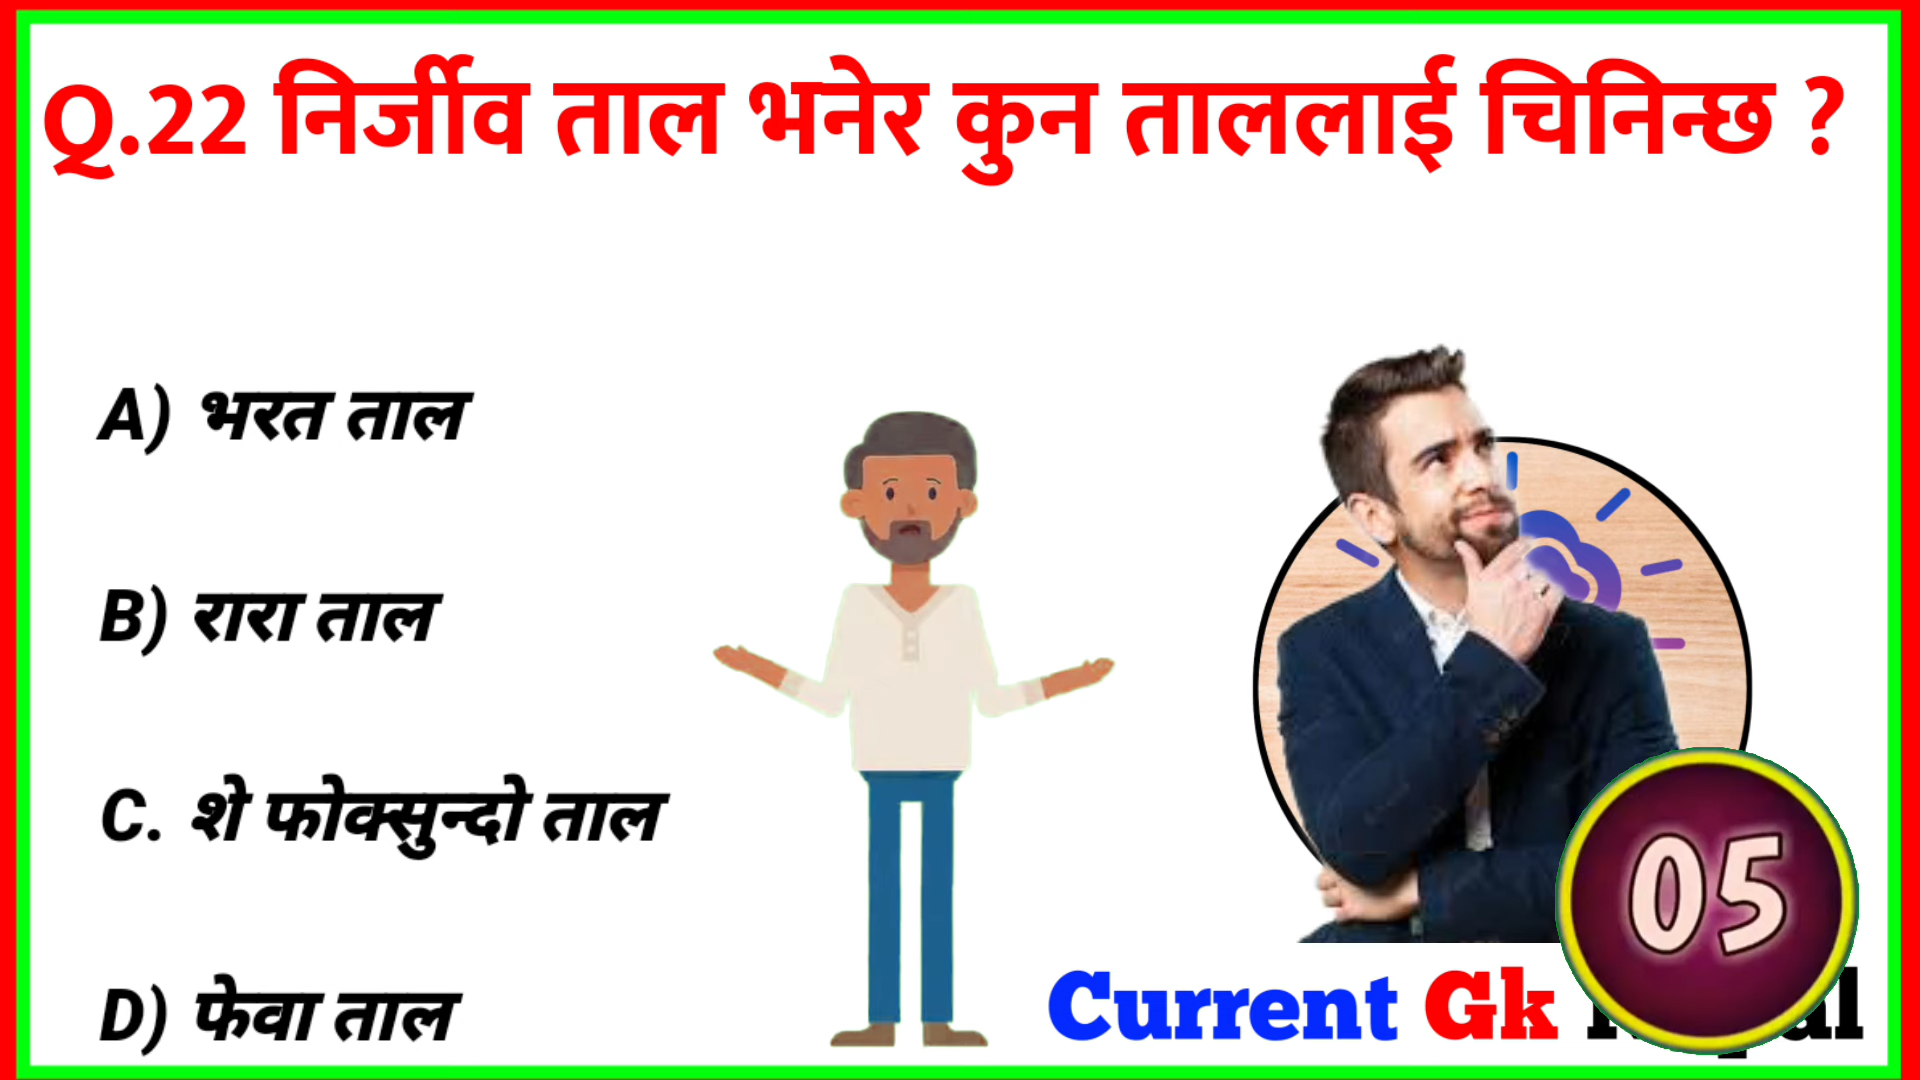 Q.22 निर्जीव ताल भनेर कुन ताललाई चिनिन्छ ?
A) भरत ताल
B) रारा ताल
C. शे फोक्सुन्दो ताल
D) फेवा ताल
05
Current Gk